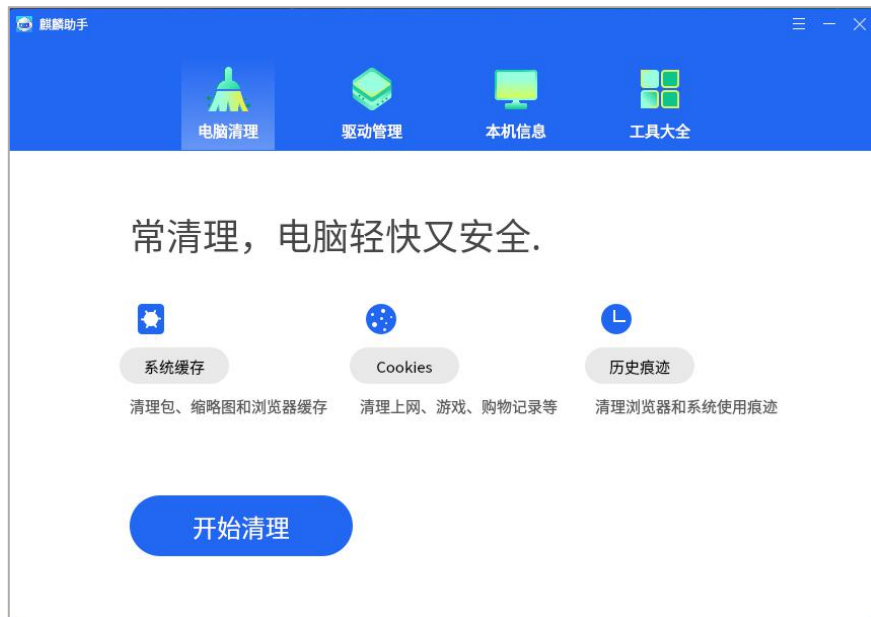 麒麟助手
电脑清理 驱动管理 本机信息 工具大全
常清理，电脑轻快又安全.
系统缓存 Cookies 历史痕迹
清理包、缩略图和浏览器缓存 清理上网、游戏、购物记录等 清理浏览器和系统使用痕迹
开始清理